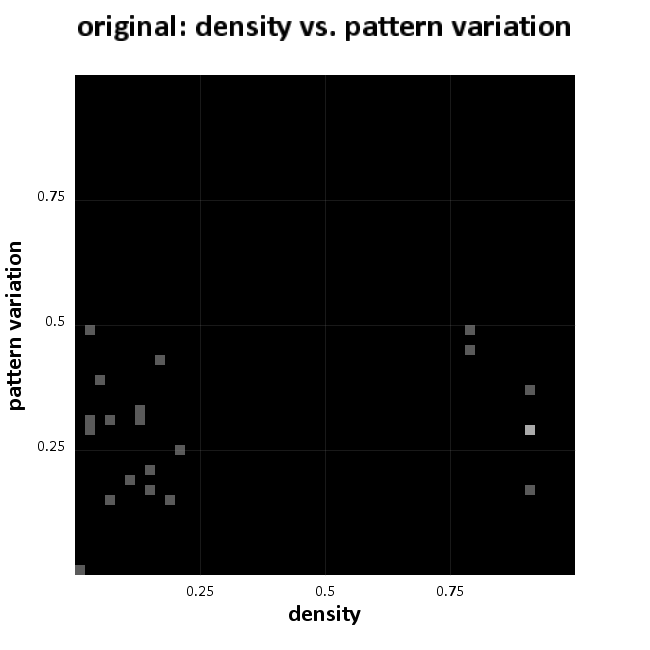 original: density vs. pattern variation
0.75
0.5
0.25
pattern variation
0.25 0.5 0.75
density